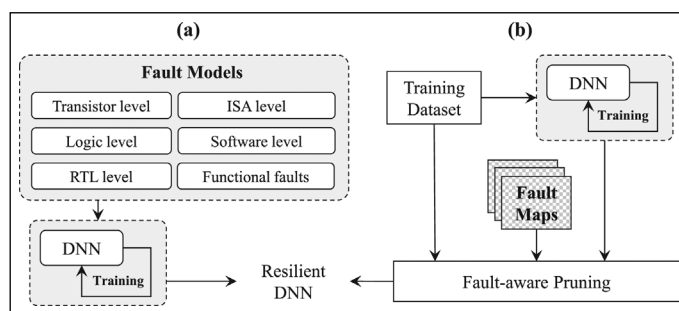 (a)
Fault Models
Transistor level
ISA level
Logic level
Software level
RTL level
Functional faults
DNN
Training
Resilient
DNN
(b)
Training
Dataset
DNN
Training
Fault
Maps
Fault-aware Pruning